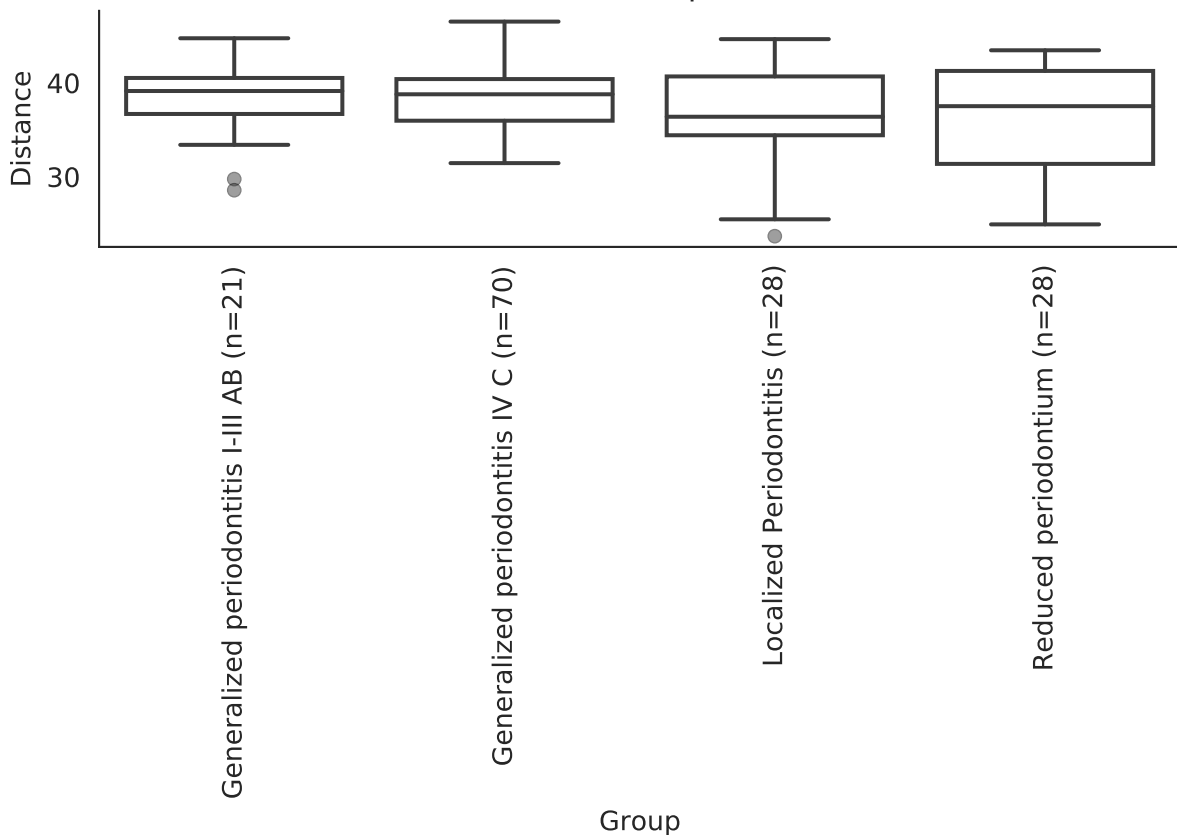 Distance
40
30
Generalized periodontitis I-III AB (n=21)
Generalized periodontitis IV C (n=70)
Localized Periodontitis (n=28)
Reduced periodontium (n=28)
Group